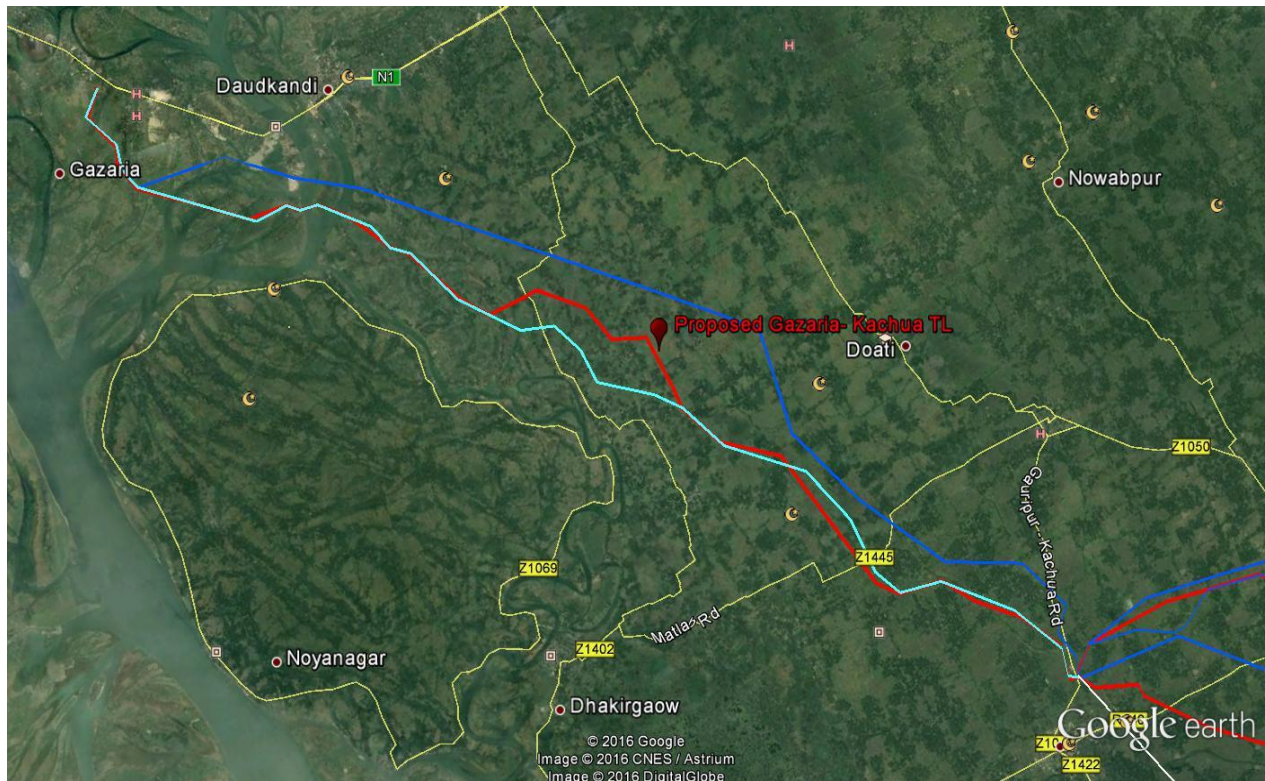 H
Daudkandi
N1
H
H
Gazaria
Nowabpur
Proposed Gazaria- Kachua TL
Doati
H
Z1050
Gauripur - Kachua Rd
Z1445
Z1069
Matlab Rd
Z1402
Noyanagar
Dhakirgaow
Google earth
© 2016 Google
Image © 2016 CNES / Astrium
Z1422
Image © 2016 DigitalGlobe